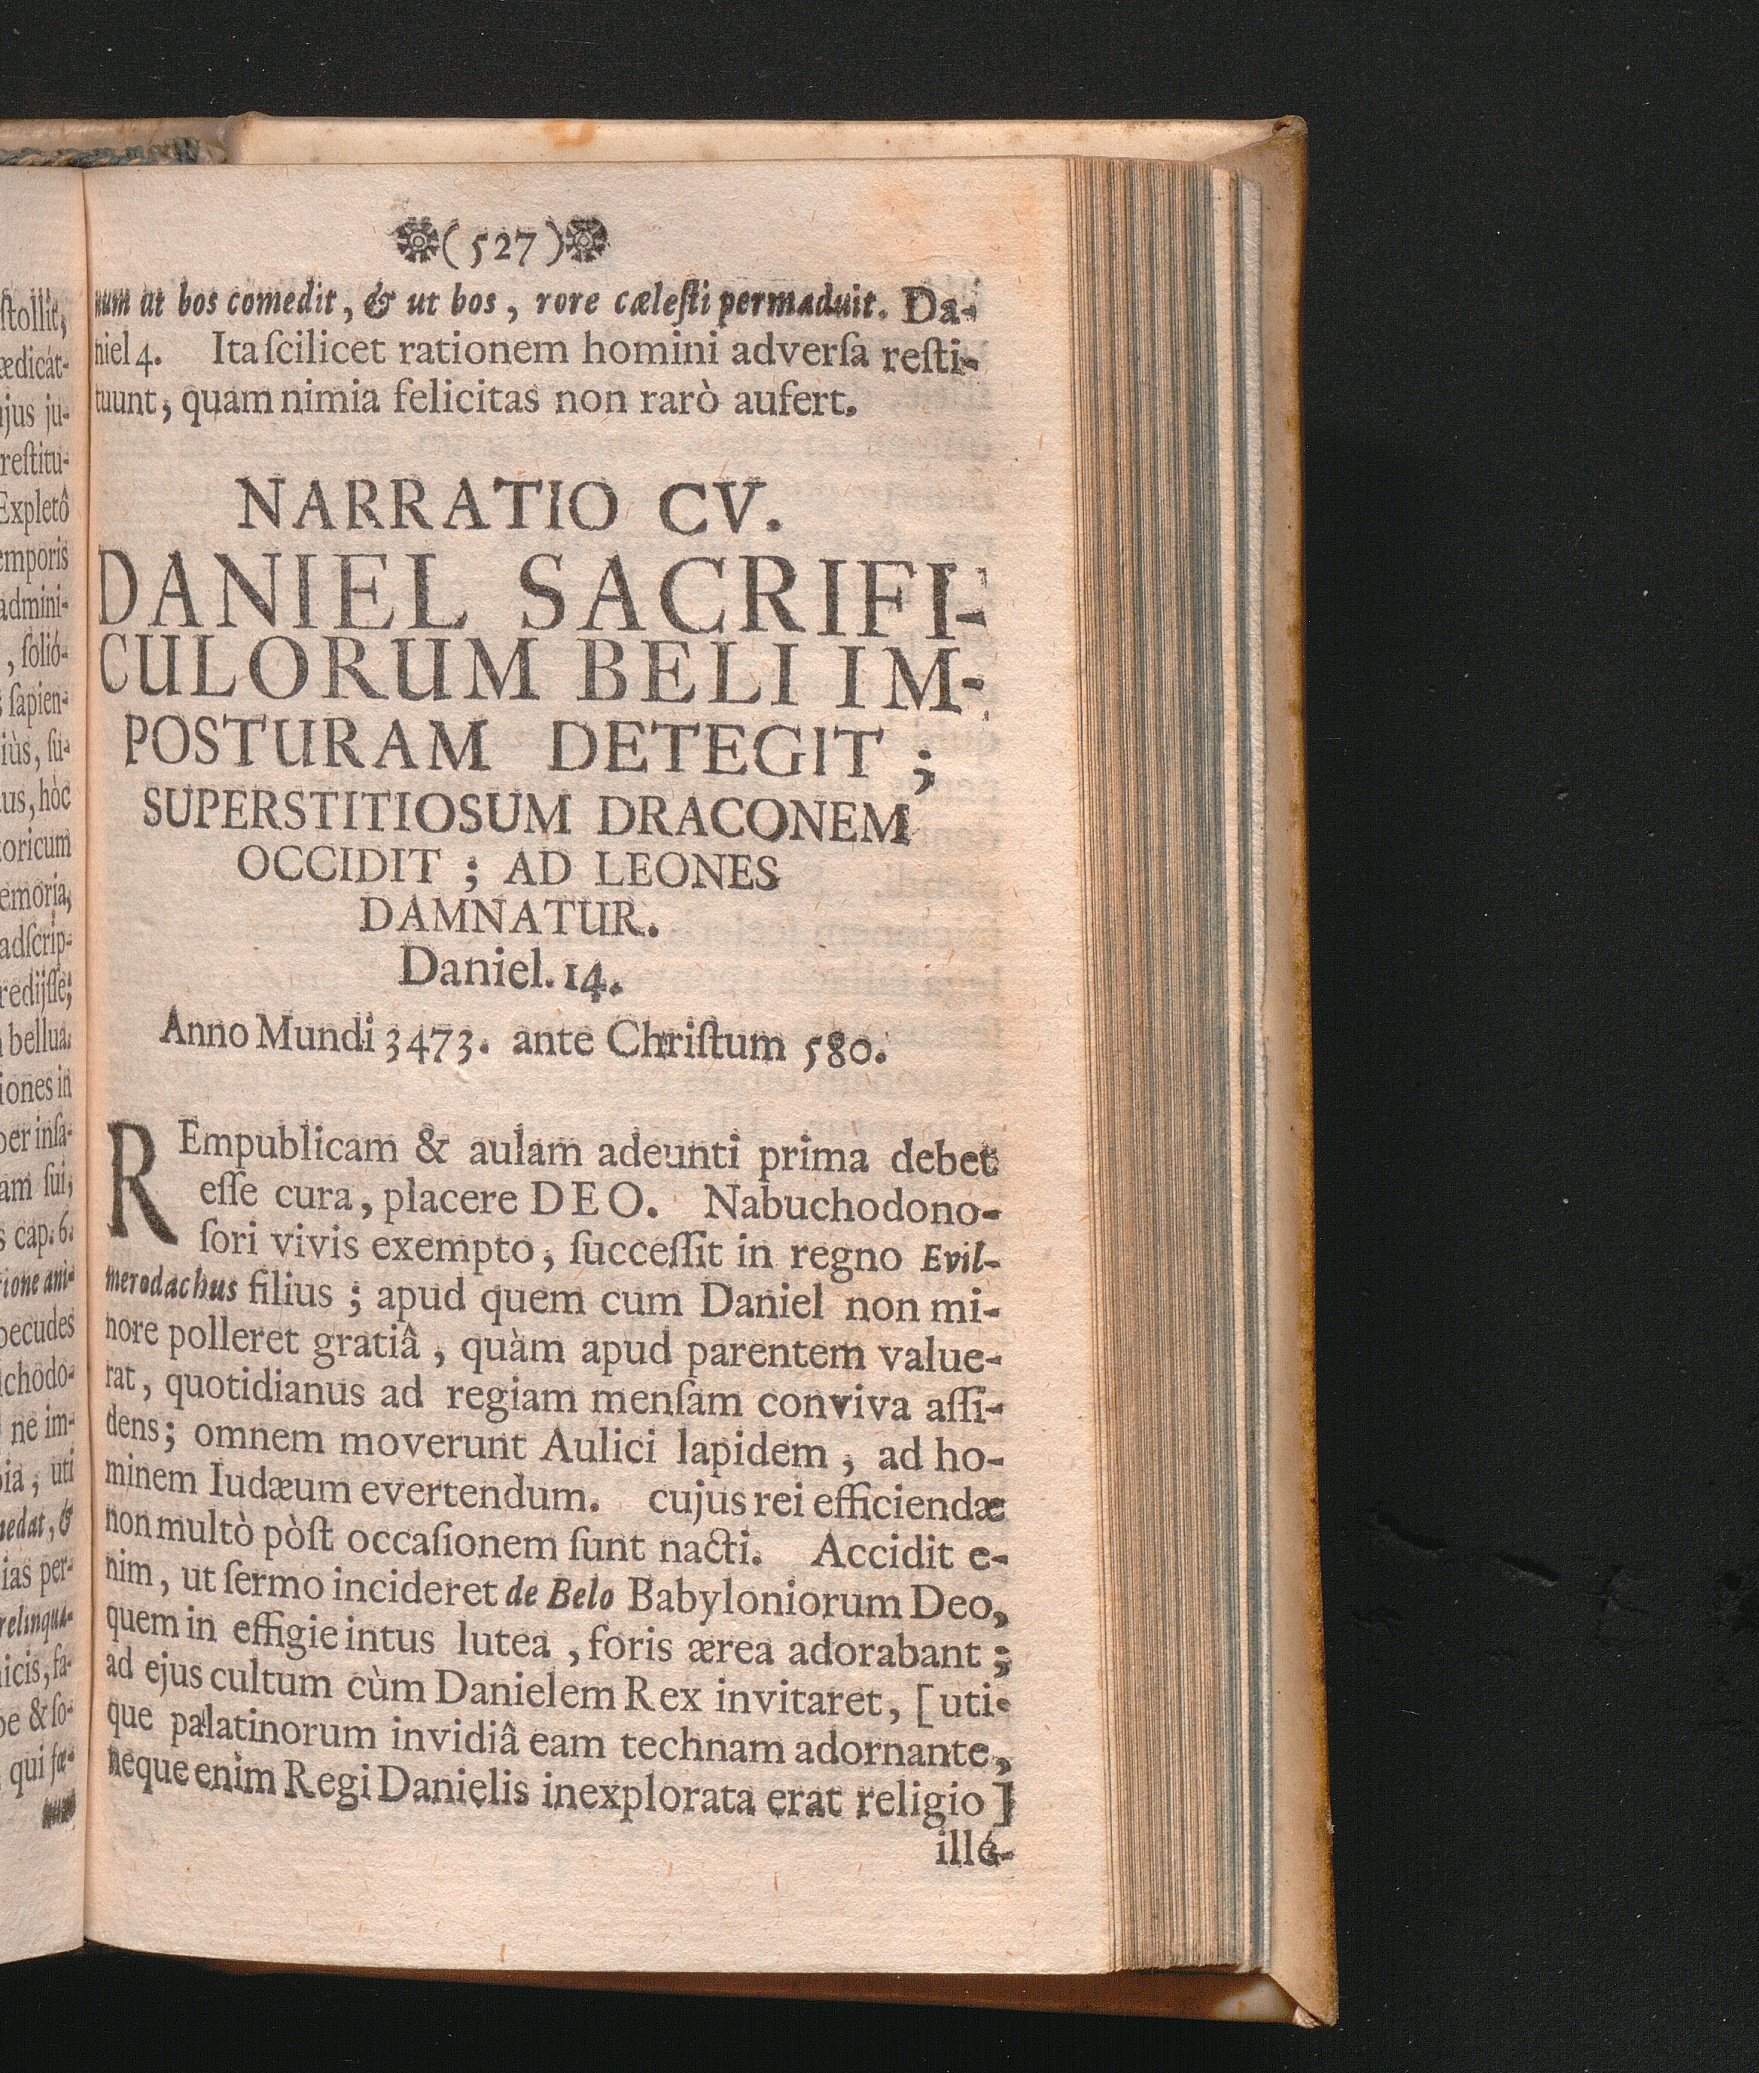 (527)
num ut bos comedit, & ut bos, rore cælesti permaduit. Da-
niel 4. Ita scilicet rationem homini adversa resti-
tuunt, quam nimia felicitas non rarò aufert.
NARRATIO CV.
DANIEL SACRIFI-
CULORUM BELI IM-
POSTURAM DETEGIT;
SUPERSTITIOSUM DRACONEM
OCCIDIT; AD LEONES
DAMNATUR.
Daniel. 14.
Anno Mundi 3473. ante Christum 580.
REmpublicam & aulam adeunti prima debet
esse cura, placere DEO. Nabuchodono-
sori vivis exempto, successit in regno Evil-
merodachus filius; apud quem cum Daniel non mi-
nore polleret gratiâ, quàm apud parentem value-
rat, quotidianus ad regiam mensam conviva assi-
dens; omnem moverunt Aulici lapidem, ad ho-
minem Iudæum evertendum. cujus rei efficiendæ
non multò pòst occasionem sunt nacti. Accidit e-
nim, ut sermo incideret de Belo Babyloniorum Deo,
quem in effigie intus lutea, foris ærea adorabant;
ad ejus cultum cùm Danielem Rex invitaret, [uti-
que palatinorum invidiâ eam technam adornante,
neque enim Regi Danielis inexplorata erat religio]
illé-